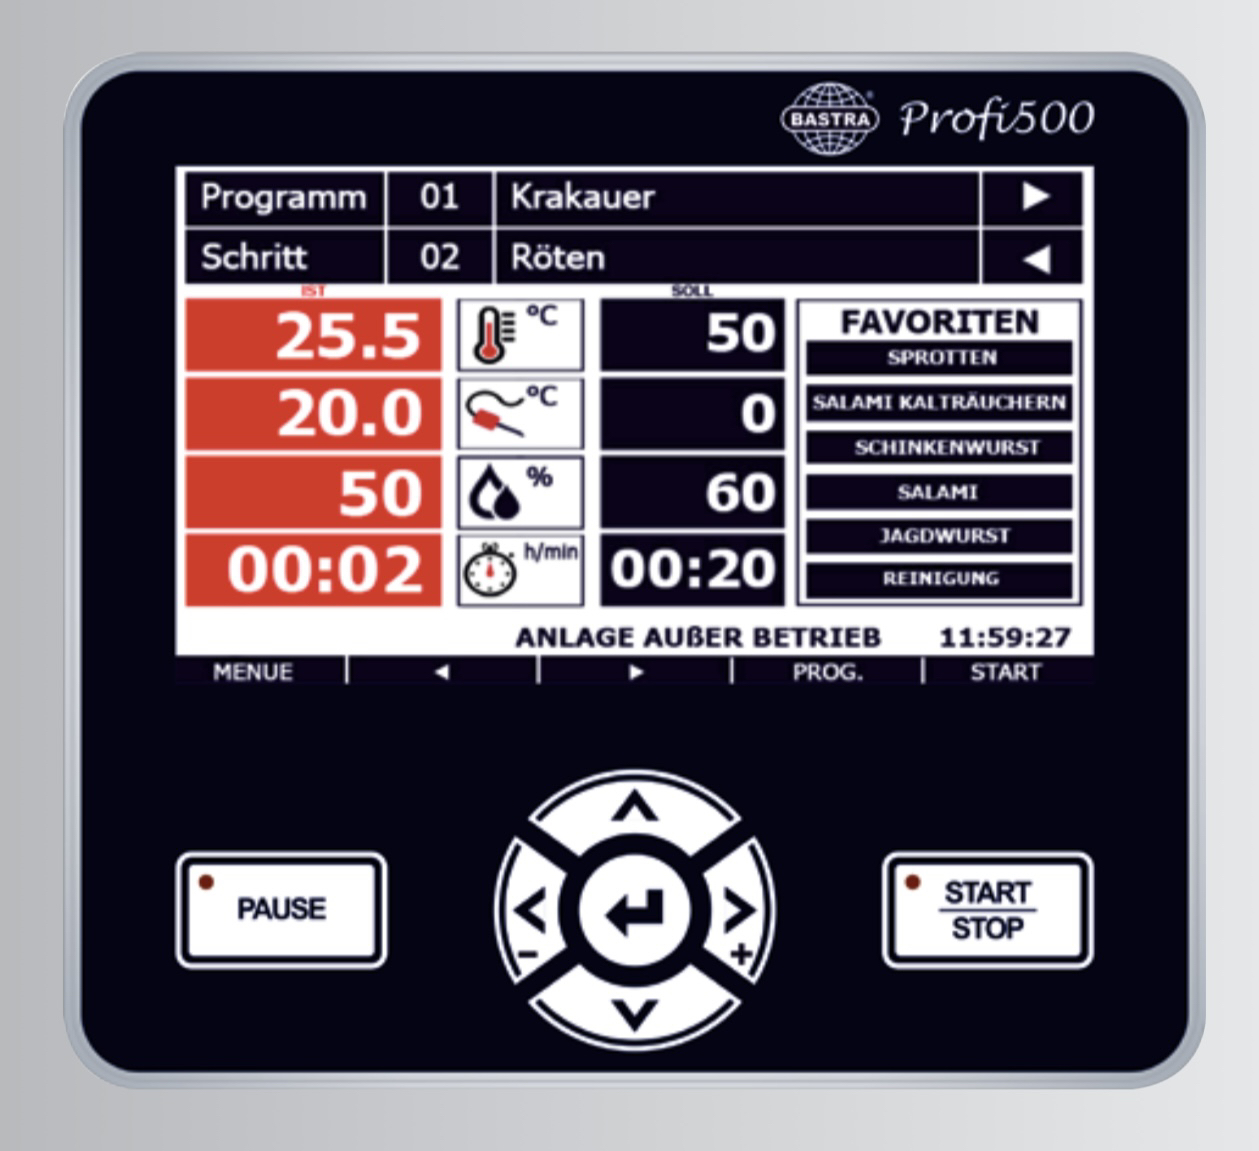 BASTRA® Profi500
Programm 01 Krakauer ▶
Schritt 02 Röten ◀
IST SOLL
25.5 °C 50
20.0 °C 0
50 % 60
00:02 h/min 00:20
FAVORITEN
SPROTTEN
SALAMI KALTRÄUCHERN
SCHINKENWURST
SALAMI
JAGDWURST
REINIGUNG
ANLAGE AUßER BETRIEB 11:59:27
MENUE ◀ ▶ PROG. START
PAUSE
< - > +
START
STOP